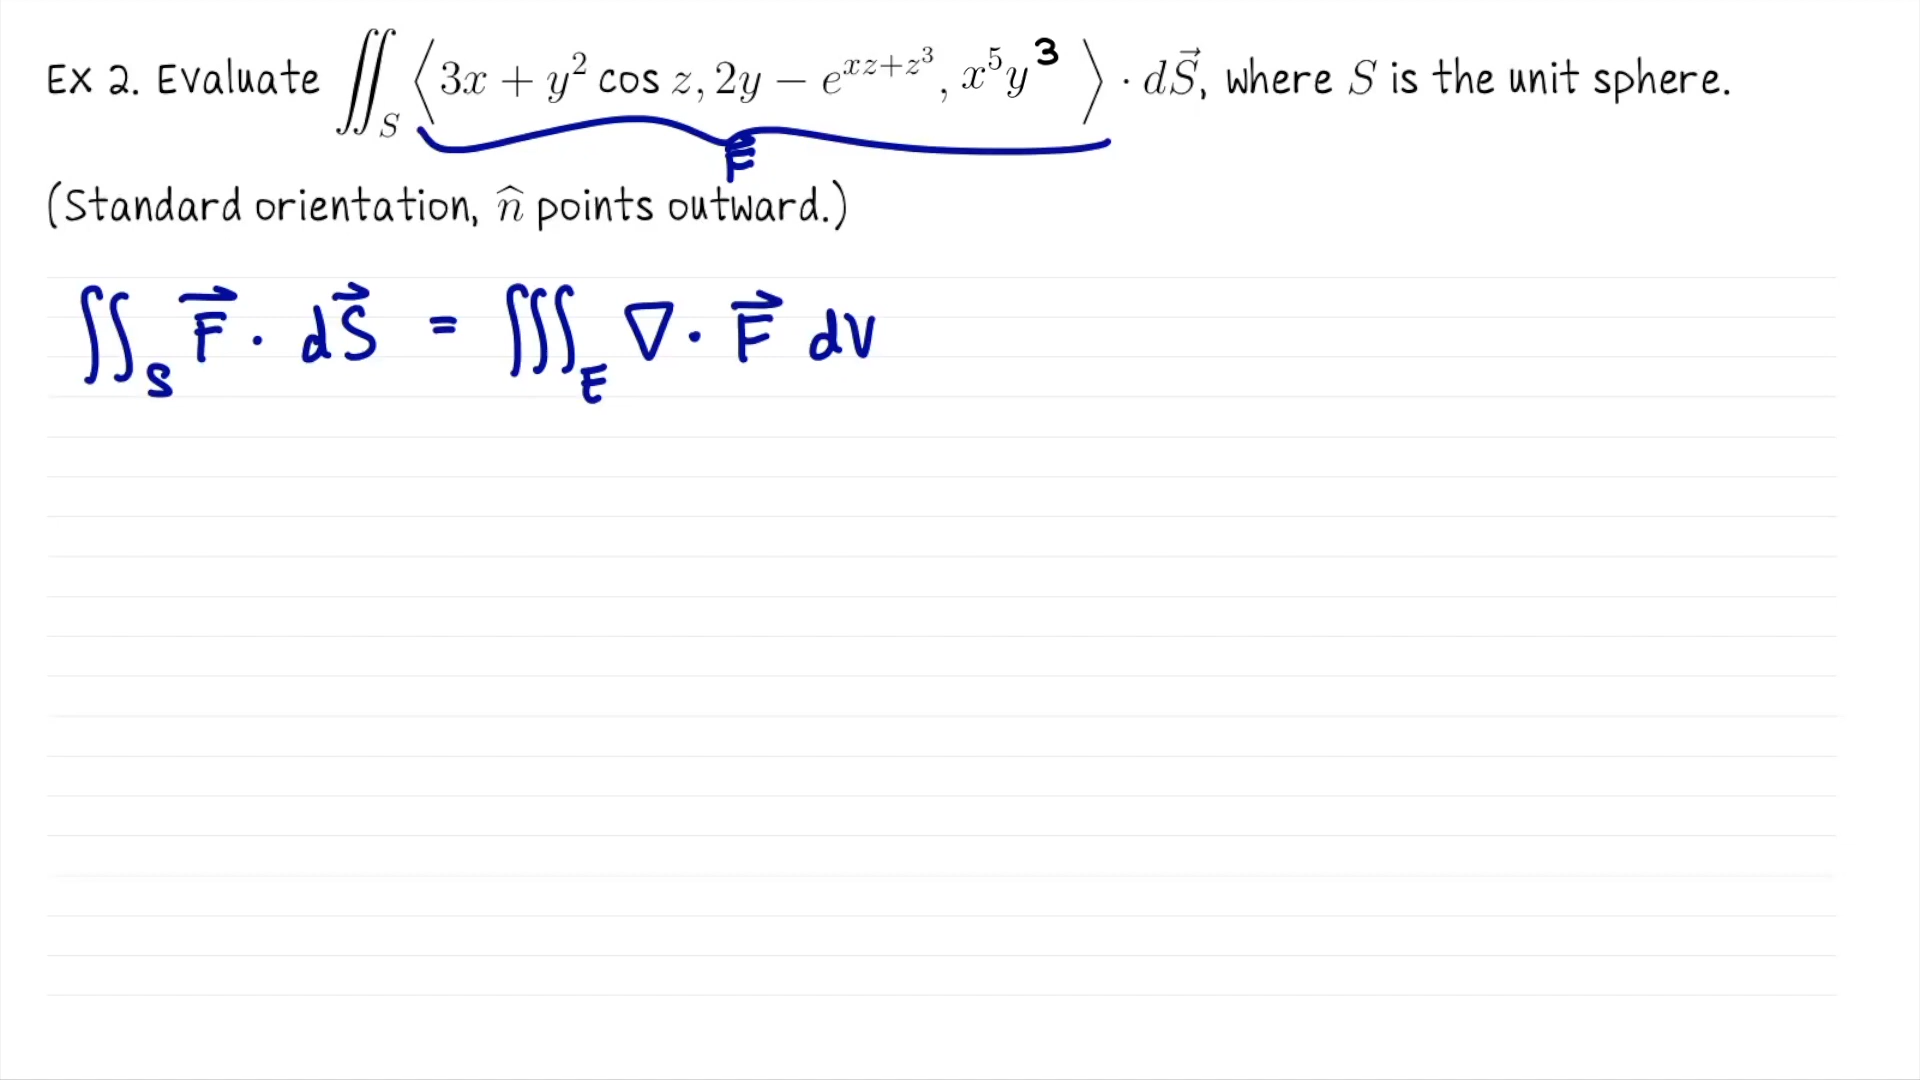 Ex 2. Evaluate ∬_S ⟨3x + y² cos z, 2y − e^{xz+z³}, x⁵y³⟩ · dS⃗, where S is the unit sphere.
F⃗
(Standard orientation, n̂ points outward.)
∬_S F⃗ · dS⃗ = ∭_E ∇ · F⃗ dV